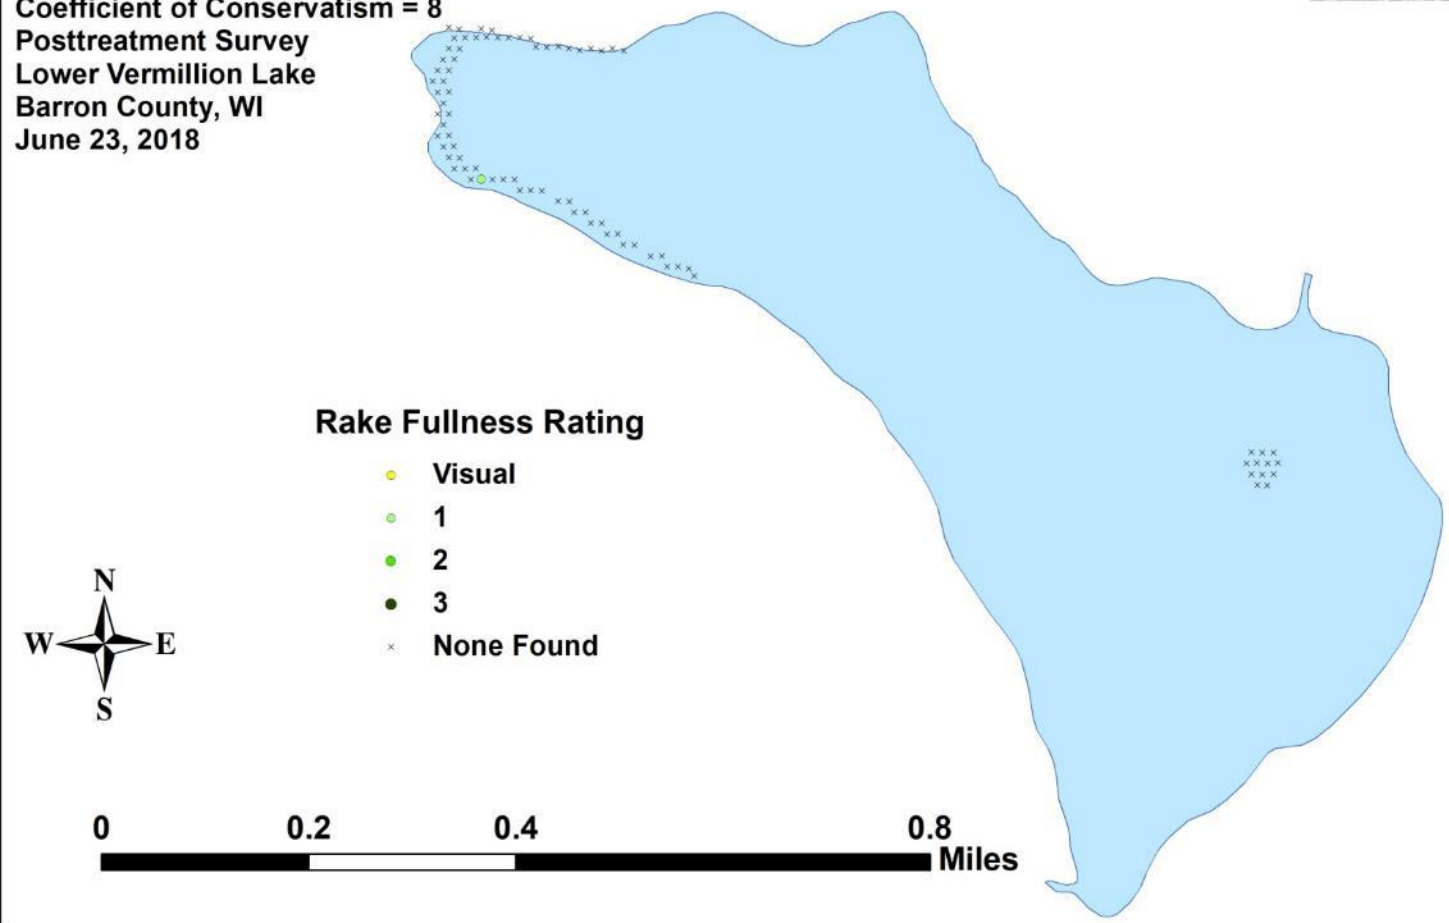 Coefficient of Conservatism = 8
Posttreatment Survey
Lower Vermillion Lake
Barron County, WI
June 23, 2018
Rake Fullness Rating
Visual
1
2
3
None Found
N
W E
S
0 0.2 0.4 0.8
Miles